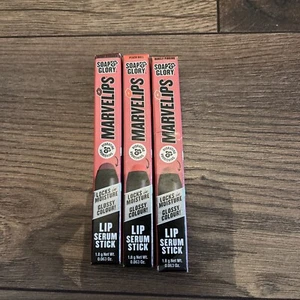 SOAP &
GLORY
MARVELIPS
LOCKS IN
MOISTURE
GLOSSY
COLOUR!
LIP
SERUM
STICK
1.8 g Net Wt.
0.063 Oz.
SOAP &
GLORY
MARVELIPS
LOCKS IN
MOISTURE
GLOSSY
COLOUR!
LIP
SERUM
STICK
1.8 g Net Wt.
0.063 Oz.
SOAP &
GLORY
MARVELIPS
LOCKS IN
MOISTURE
GLOSSY
COLOUR!
LIP
SERUM
STICK
1.8 g Net Wt.
0.063 Oz.